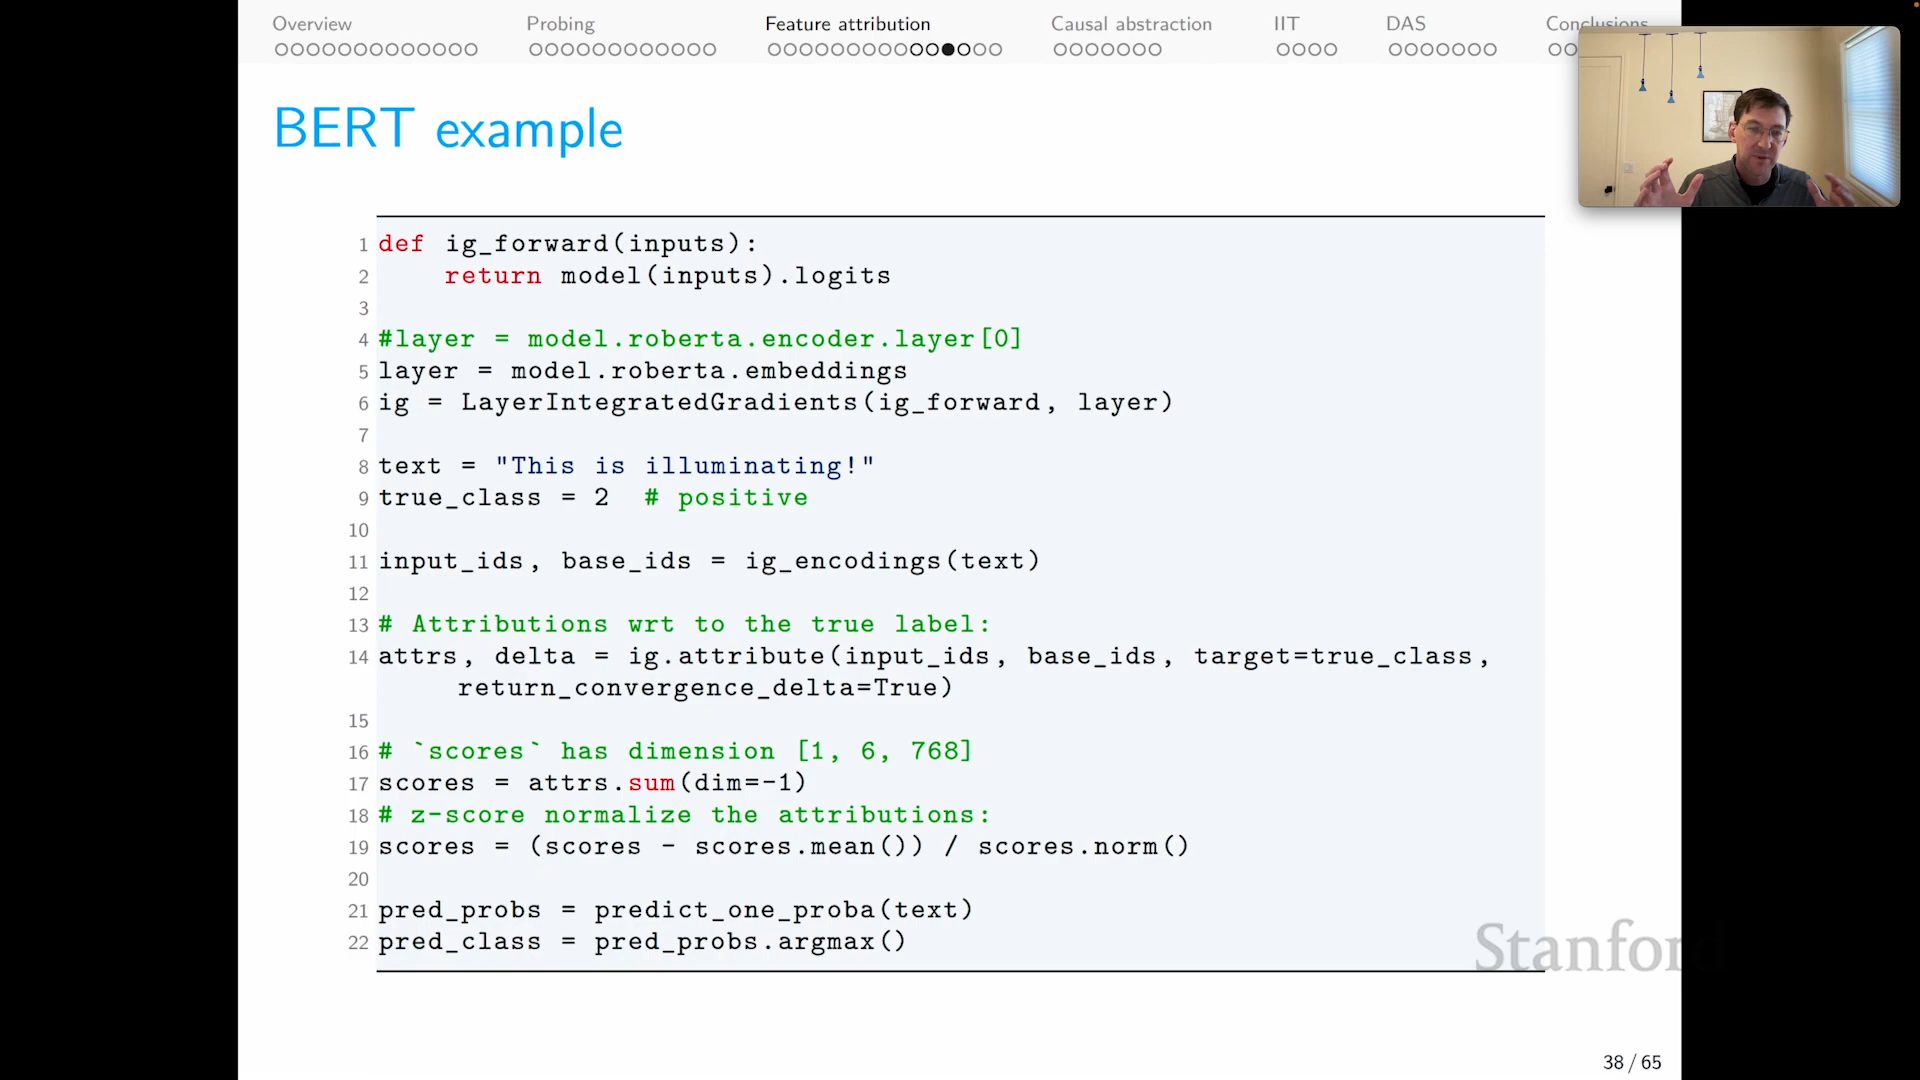 Overview Probing Feature attribution Causal abstraction IIT DAS Conclusions
BERT example
1 def ig_forward(inputs):
2 return model(inputs).logits
3
4 #layer = model.roberta.encoder.layer[0]
5 layer = model.roberta.embeddings
6 ig = LayerIntegratedGradients(ig_forward, layer)
7
8 text = "This is illuminating!"
9 true_class = 2 # positive
10
11 input_ids, base_ids = ig_encodings(text)
12
13 # Attributions wrt to the true label:
14 attrs, delta = ig.attribute(input_ids, base_ids, target=true_class,
return_convergence_delta=True)
15
16 # `scores` has dimension [1, 6, 768]
17 scores = attrs.sum(dim=-1)
18 # z-score normalize the attributions:
19 scores = (scores - scores.mean()) / scores.norm()
20
21 pred_probs = predict_one_proba(text)
22 pred_class = pred_probs.argmax()
Stanford
38 / 65